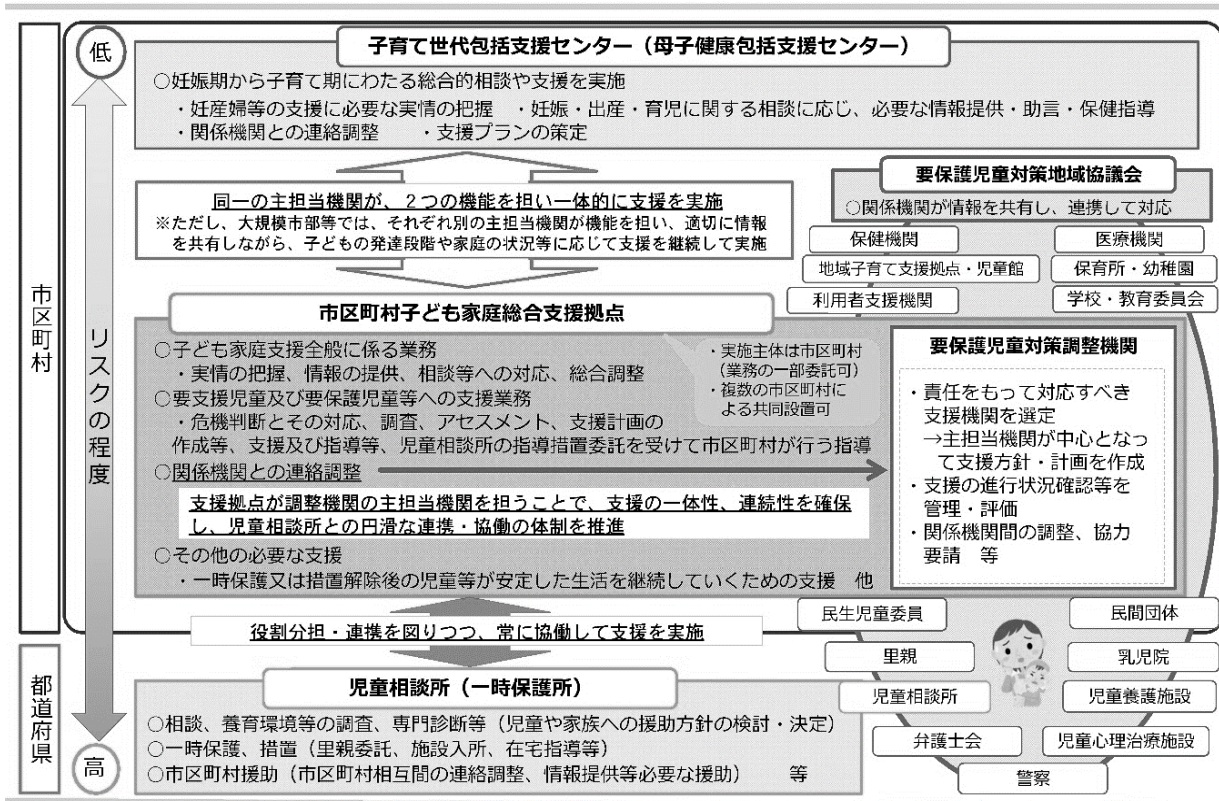 市区町村
都道府県
低
リスクの程度
高
子育て世代包括支援センター（母子健康包括支援センター）
○妊娠期から子育て期にわたる総合的相談や支援を実施
・妊産婦等の支援に必要な実情の把握　・妊娠・出産・育児に関する相談に応じ、必要な情報提供・助言・保健指導
・関係機関との連絡調整　　・支援プランの策定
同一の主担当機関が、２つの機能を担い一体的に支援を実施
※ただし、大規模市部等では、それぞれ別の主担当機関が機能を担い、適切に情報
を共有しながら、子どもの発達段階や家庭の状況等に応じて支援を継続して実施
要保護児童対策地域協議会
○関係機関が情報を共有し、連携して対応
保健機関
医療機関
地域子育て支援拠点・児童館
保育所・幼稚園
利用者支援機関
学校・教育委員会
市区町村子ども家庭総合支援拠点
○子ども家庭支援全般に係る業務
・実情の把握、情報の提供、相談等への対応、総合調整
○要支援児童及び要保護児童等への支援業務
・危機判断とその対応、調査、アセスメント、支援計画の
作成等、支援及び指導等、児童相談所の指導措置委託を受けて市区町村が行う指導
○関係機関との連絡調整
支援拠点が調整機関の主担当機関を担うことで、支援の一体性、連続性を確保
し、児童相談所との円滑な連携・協働の体制を推進
○その他の必要な支援
・一時保護又は措置解除後の児童等が安定した生活を継続していくための支援　他
・実施主体は市区町村
（業務の一部委託可）
・複数の市区町村に
よる共同設置可
要保護児童対策調整機関
・責任をもって対応すべき
支援機関を選定
→主担当機関が中心となっ
て支援方針・計画を作成
・支援の進行状況確認等を
管理・評価
・関係機関間の調整、協力
要請　等
役割分担・連携を図りつつ、常に協働して支援を実施
民生児童委員
民間団体
里親
乳児院
児童相談所
児童養護施設
弁護士会
児童心理治療施設
警察
児童相談所（一時保護所）
○相談、養育環境等の調査、専門診断等（児童や家族への援助方針の検討・決定）
○一時保護、措置（里親委託、施設入所、在宅指導等）
○市区町村援助（市区町村相互間の連絡調整、情報提供等必要な援助）　　等